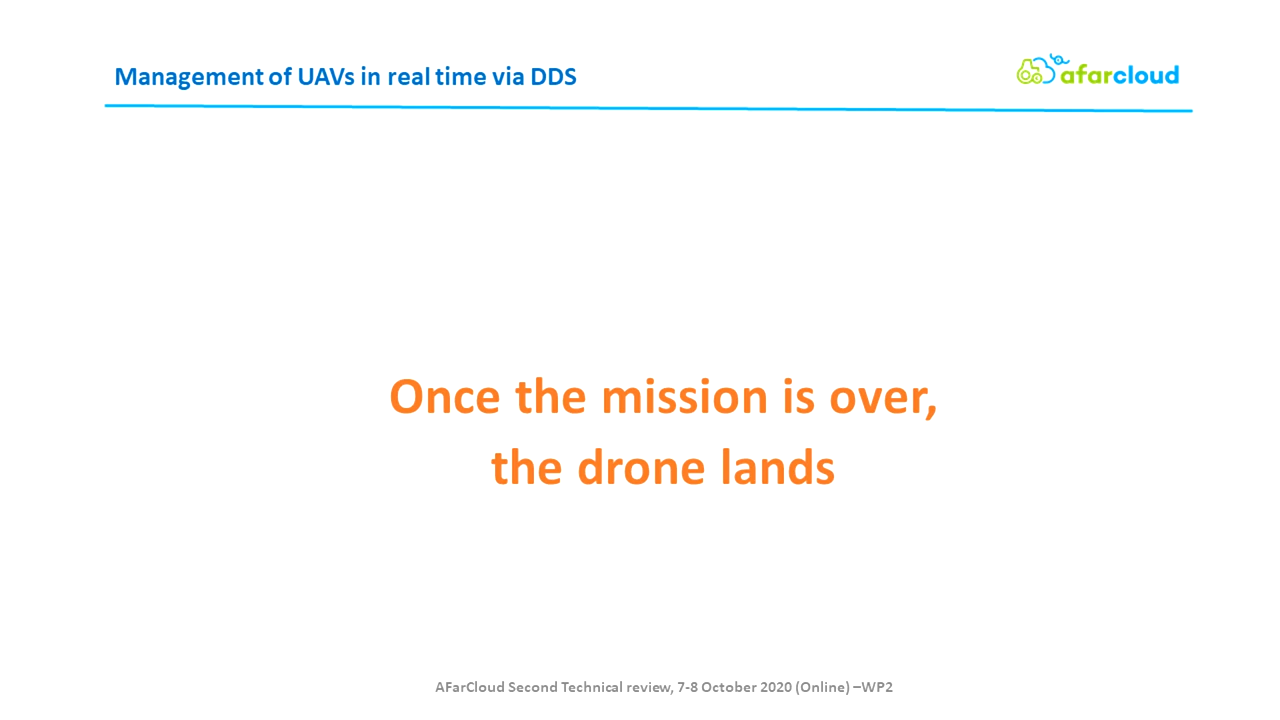 Management of UAVs in real time via DDS
afarcloud
Once the mission is over,
the drone lands
AFarCloud Second Technical review, 7-8 October 2020 (Online) –WP2